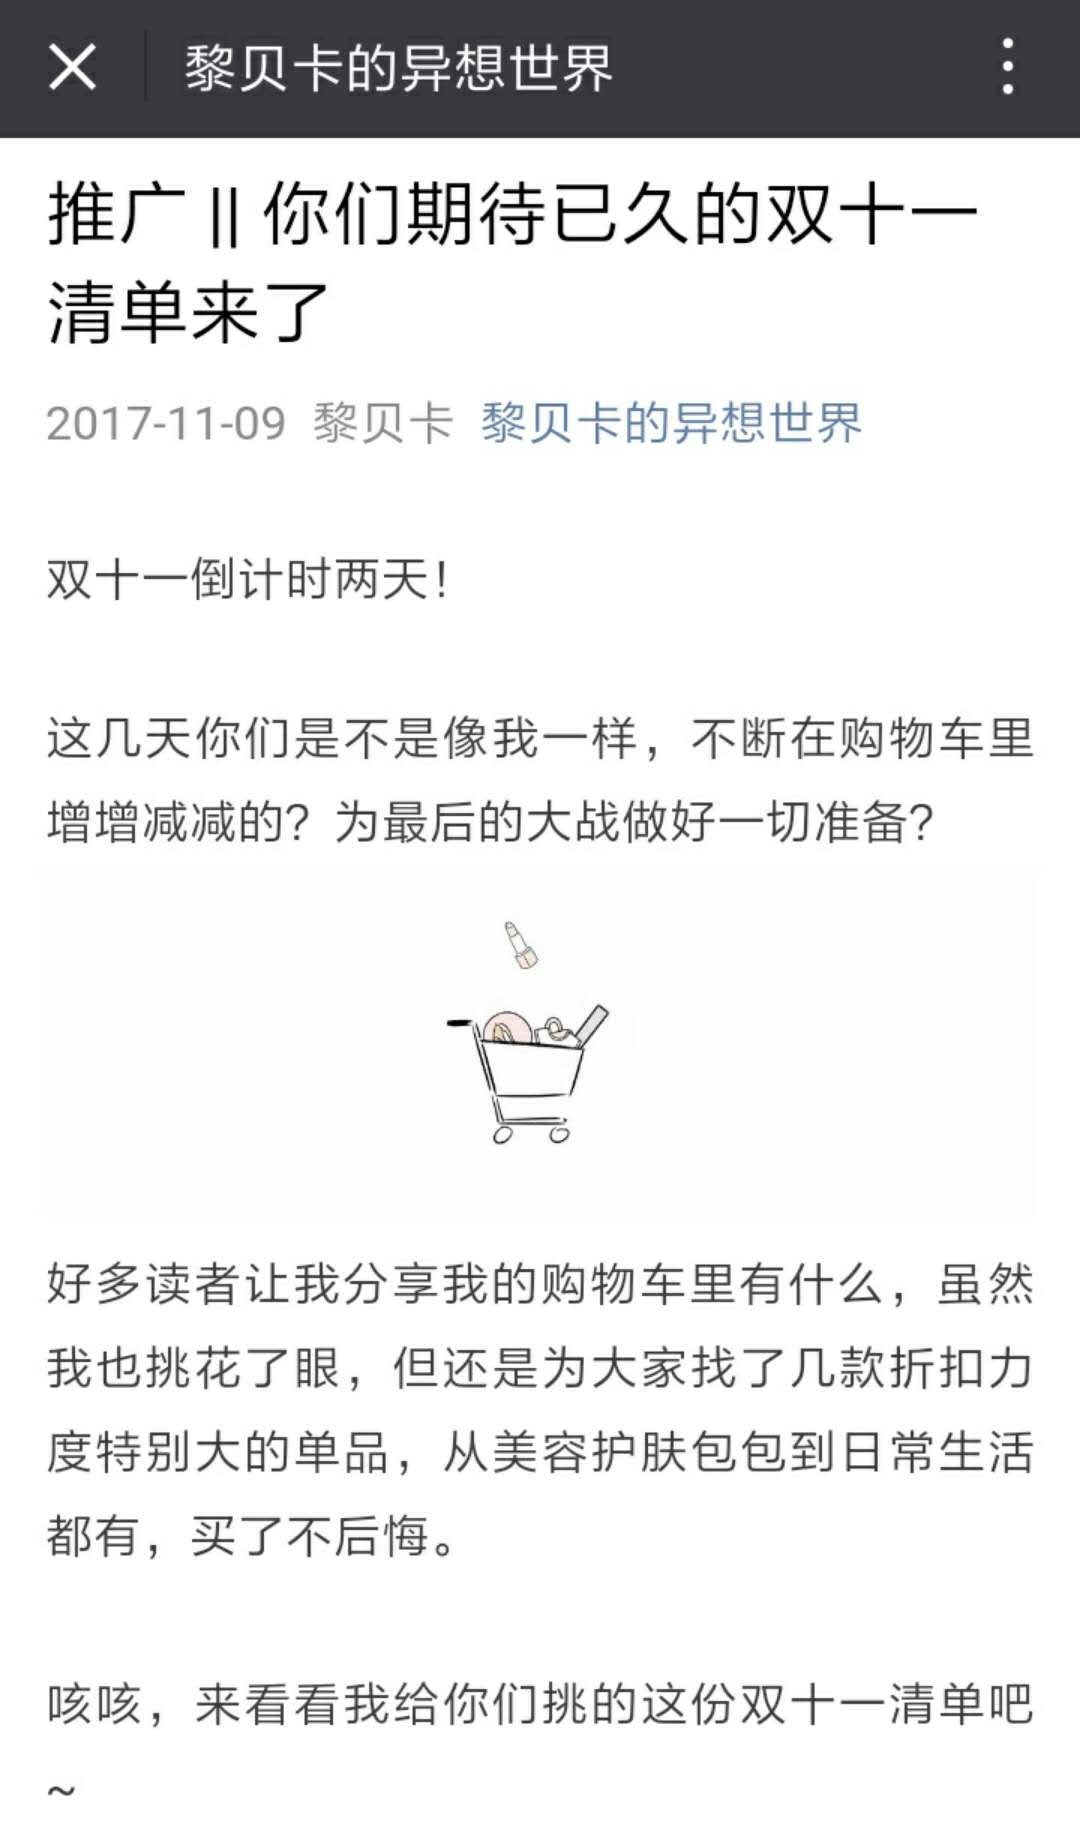 黎贝卡的异想世界
推广 || 你们期待已久的双十一
清单来了
2017-11-09 黎贝卡 黎贝卡的异想世界
双十一倒计时两天！
这几天你们是不是像我一样，不断在购物车里
增增减减的？为最后的大战做好一切准备？
好多读者让我分享我的购物车里有什么，虽然
我也挑花了眼，但还是为大家找了几款折扣力
度特别大的单品，从美容护肤包包到日常生活
都有，买了不后悔。
咳咳，来看看我给你们挑的这份双十一清单吧
~